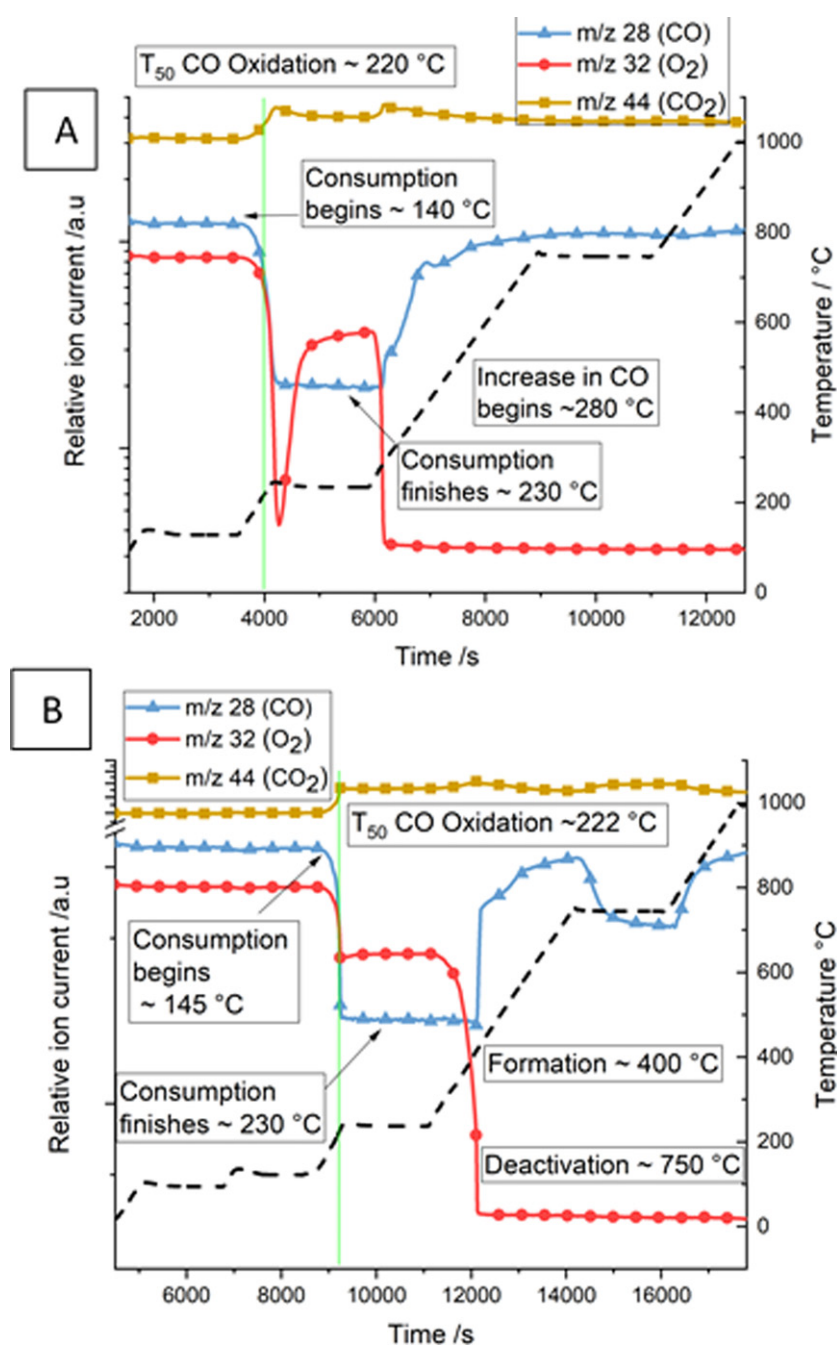 T50 CO Oxidation ~ 220 °C
m/z 28 (CO)
m/z 32 (O2)
m/z 44 (CO2)
A
Consumption
begins ~ 140 °C
Increase in CO
begins ~280 °C
Consumption
finishes ~ 230 °C
Relative ion current /a.u
1000
800
600
400
200
0
Temperature / °C
2000
4000
6000
8000
10000
12000
Time /s
B
m/z 28 (CO)
m/z 32 (O2)
m/z 44 (CO2)
T50 CO Oxidation ~222 °C
Consumption
begins
~ 145 °C
Formation ~ 400 °C
Consumption
finishes ~ 230 °C
Deactivation ~ 750 °C
Relative ion current /a.u
1000
800
600
400
200
0
Temperature °C
6000
8000
10000
12000
14000
16000
Time /s